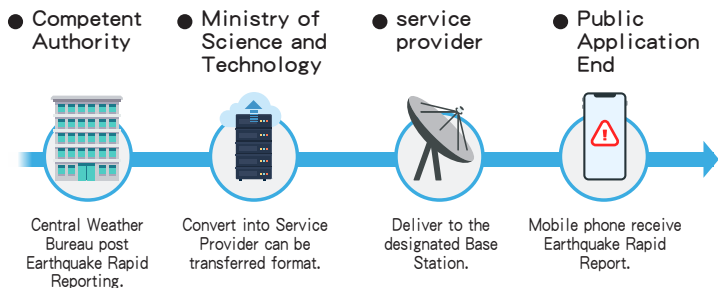 ● Competent
Authority
● Ministry of
Science and
Technology
● service
provider
● Public
Application
End
Central Weather
Bureau post
Earthquake Rapid
Reporting.
Convert into Service
Provider can be
transferred format.
Deliver to the
designated Base
Station.
Mobile phone receive
Earthquake Rapid
Report.